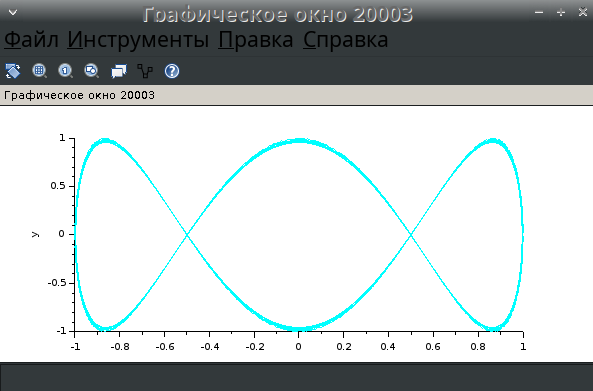 Графическое окно 20003
Файл Инструменты Правка Справка
Графическое окно 20003
1
0.5
0
-0.5
-1
y
-1 -0.8 -0.6 -0.4 -0.2 0 0.2 0.4 0.6 0.8 1